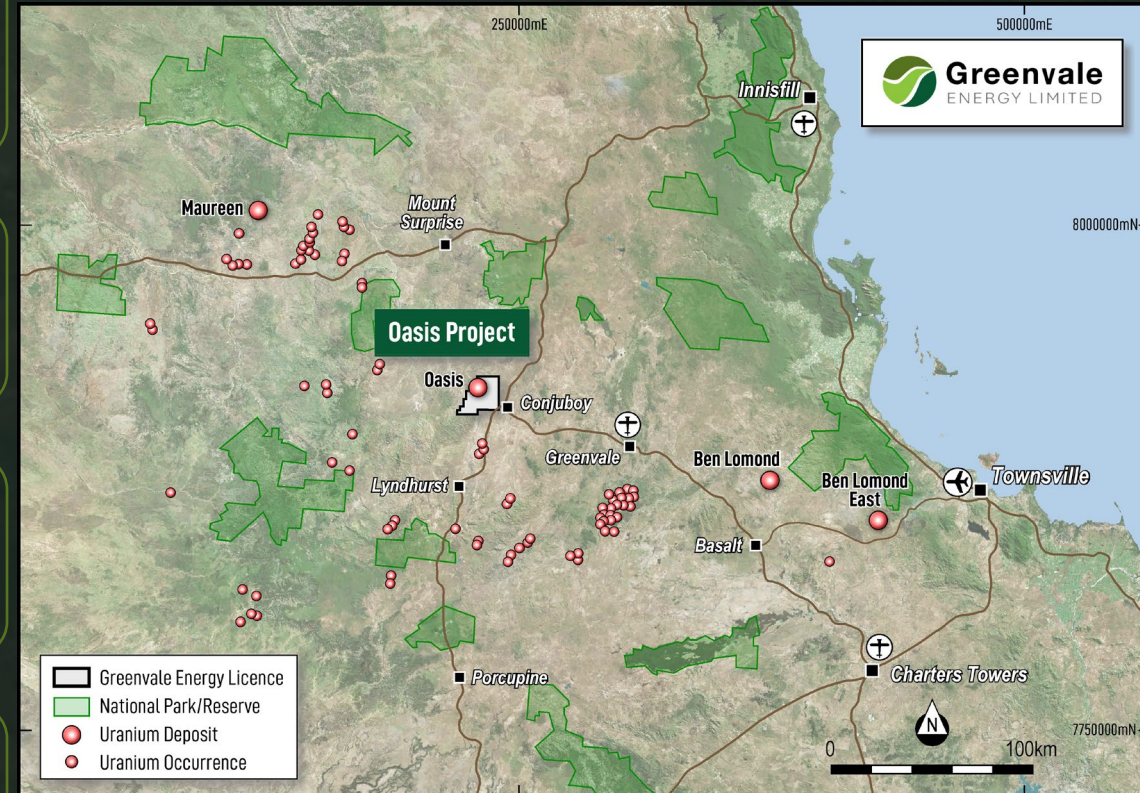 250000mE
500000mE
Greenvale
ENERGY LIMITED
Innisfill
Maureen
Mount
Surprise
8000000mN
Oasis Project
Oasis
Conjuboy
Greenvale
Ben Lomond
Ben Lomond
East
Townsville
Lyndhurst
Basalt
Porcupine
Charters Towers
Greenvale Energy Licence
National Park/Reserve
Uranium Deposit
Uranium Occurrence
N
7750000mN
0 100km